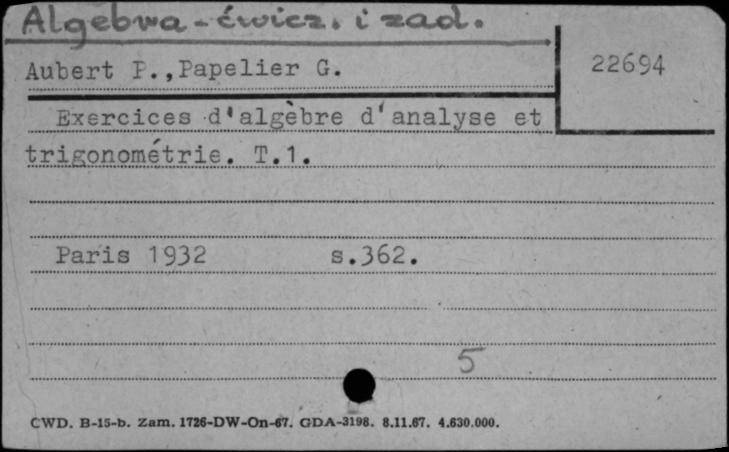 Algebra - ćwicz. i zad.
Aubert P.,Papelier G.
22694
Exercices d'algèbre d'analyse et
trigonométrie. T.1.
Paris 1932 s.362.
5
CWD. B-15-b. Zam. 1726-DW-On-67. GDA-3198. 8.11.67. 4.630.000.